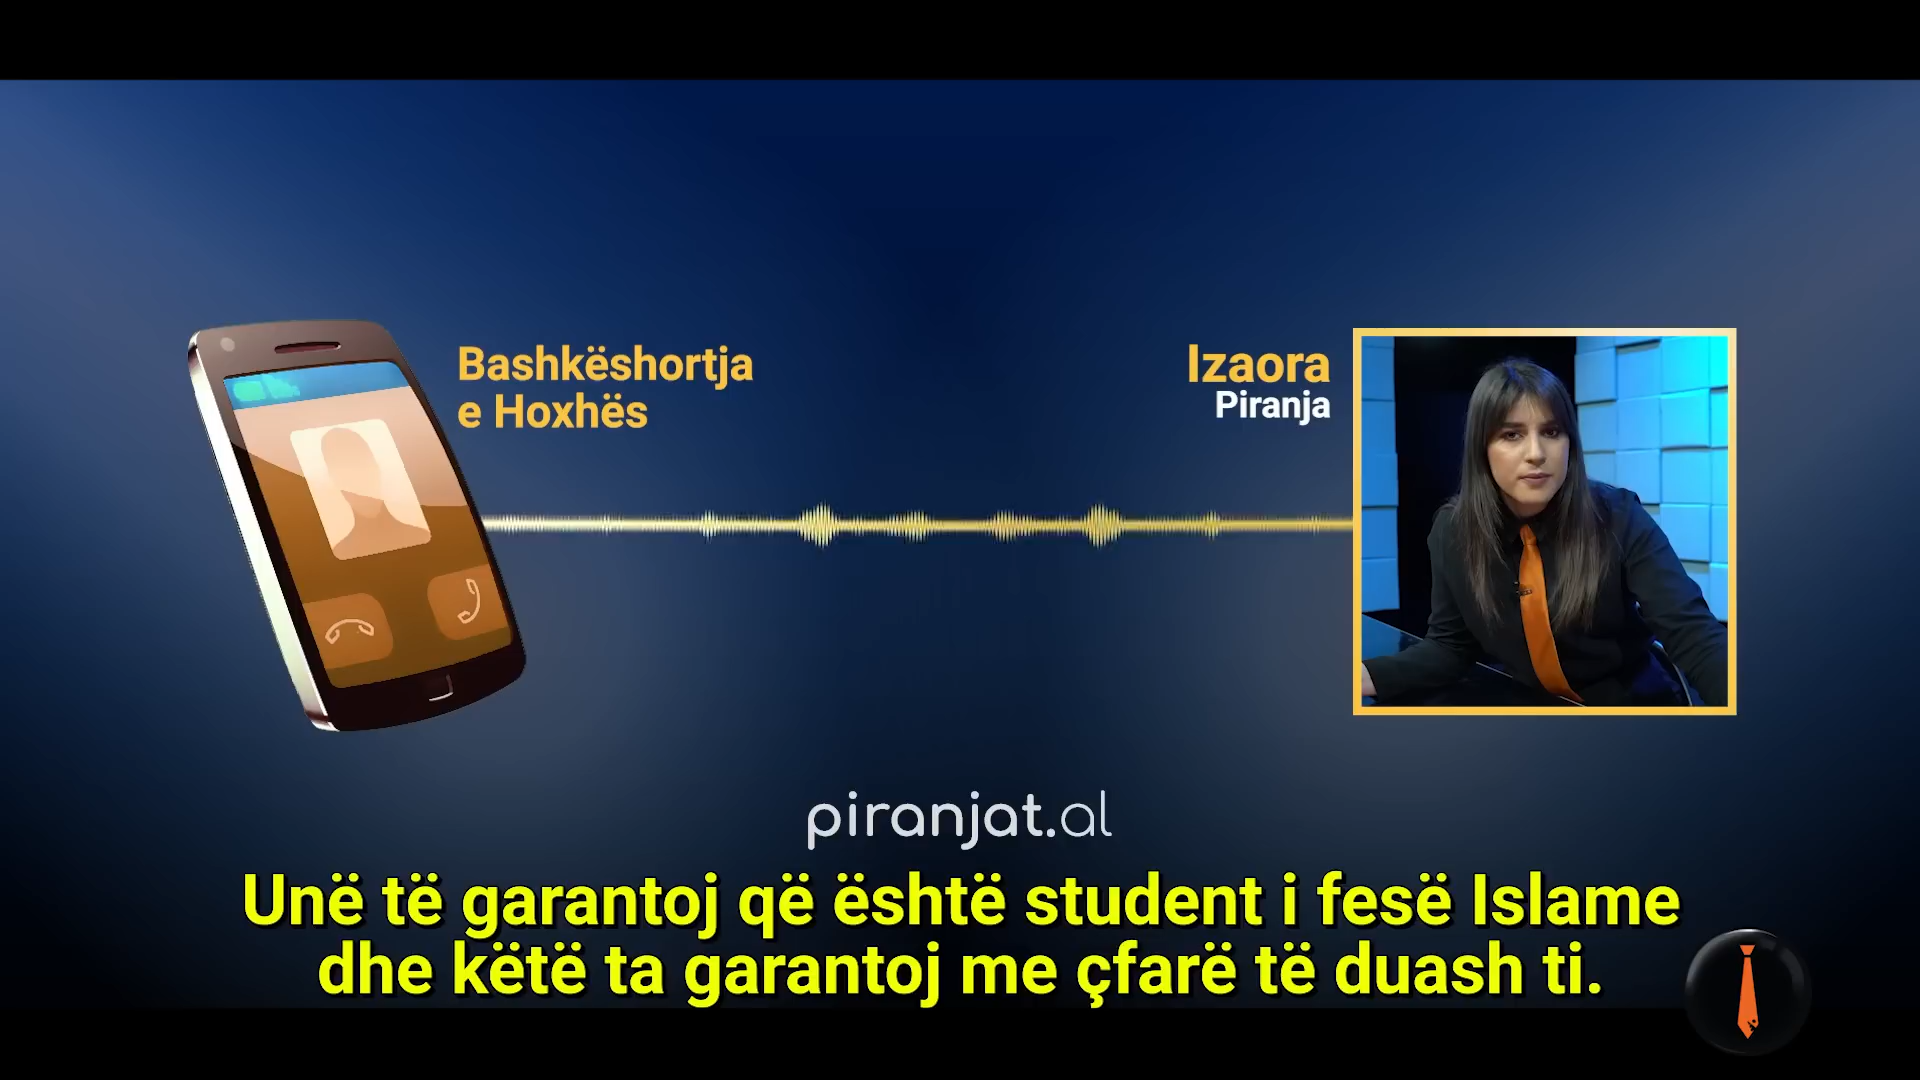 Bashkëshortja
e Hoxhës
Izaora
Piranja
piranjat.al
Unë të garantoj që është student i fesë Islame
dhe këtë ta garantoj me çfarë të duash ti.